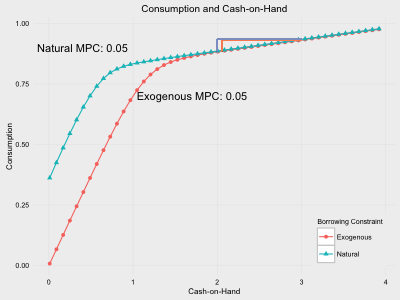 Consumption and Cash-on-Hand
Consumption
1.00
0.75
0.50
0.25
0.00
Natural MPC: 0.05
Exogenous MPC: 0.05
Borrowing Constraint
Exogenous
Natural
0
1
2
3
4
Cash-on-Hand